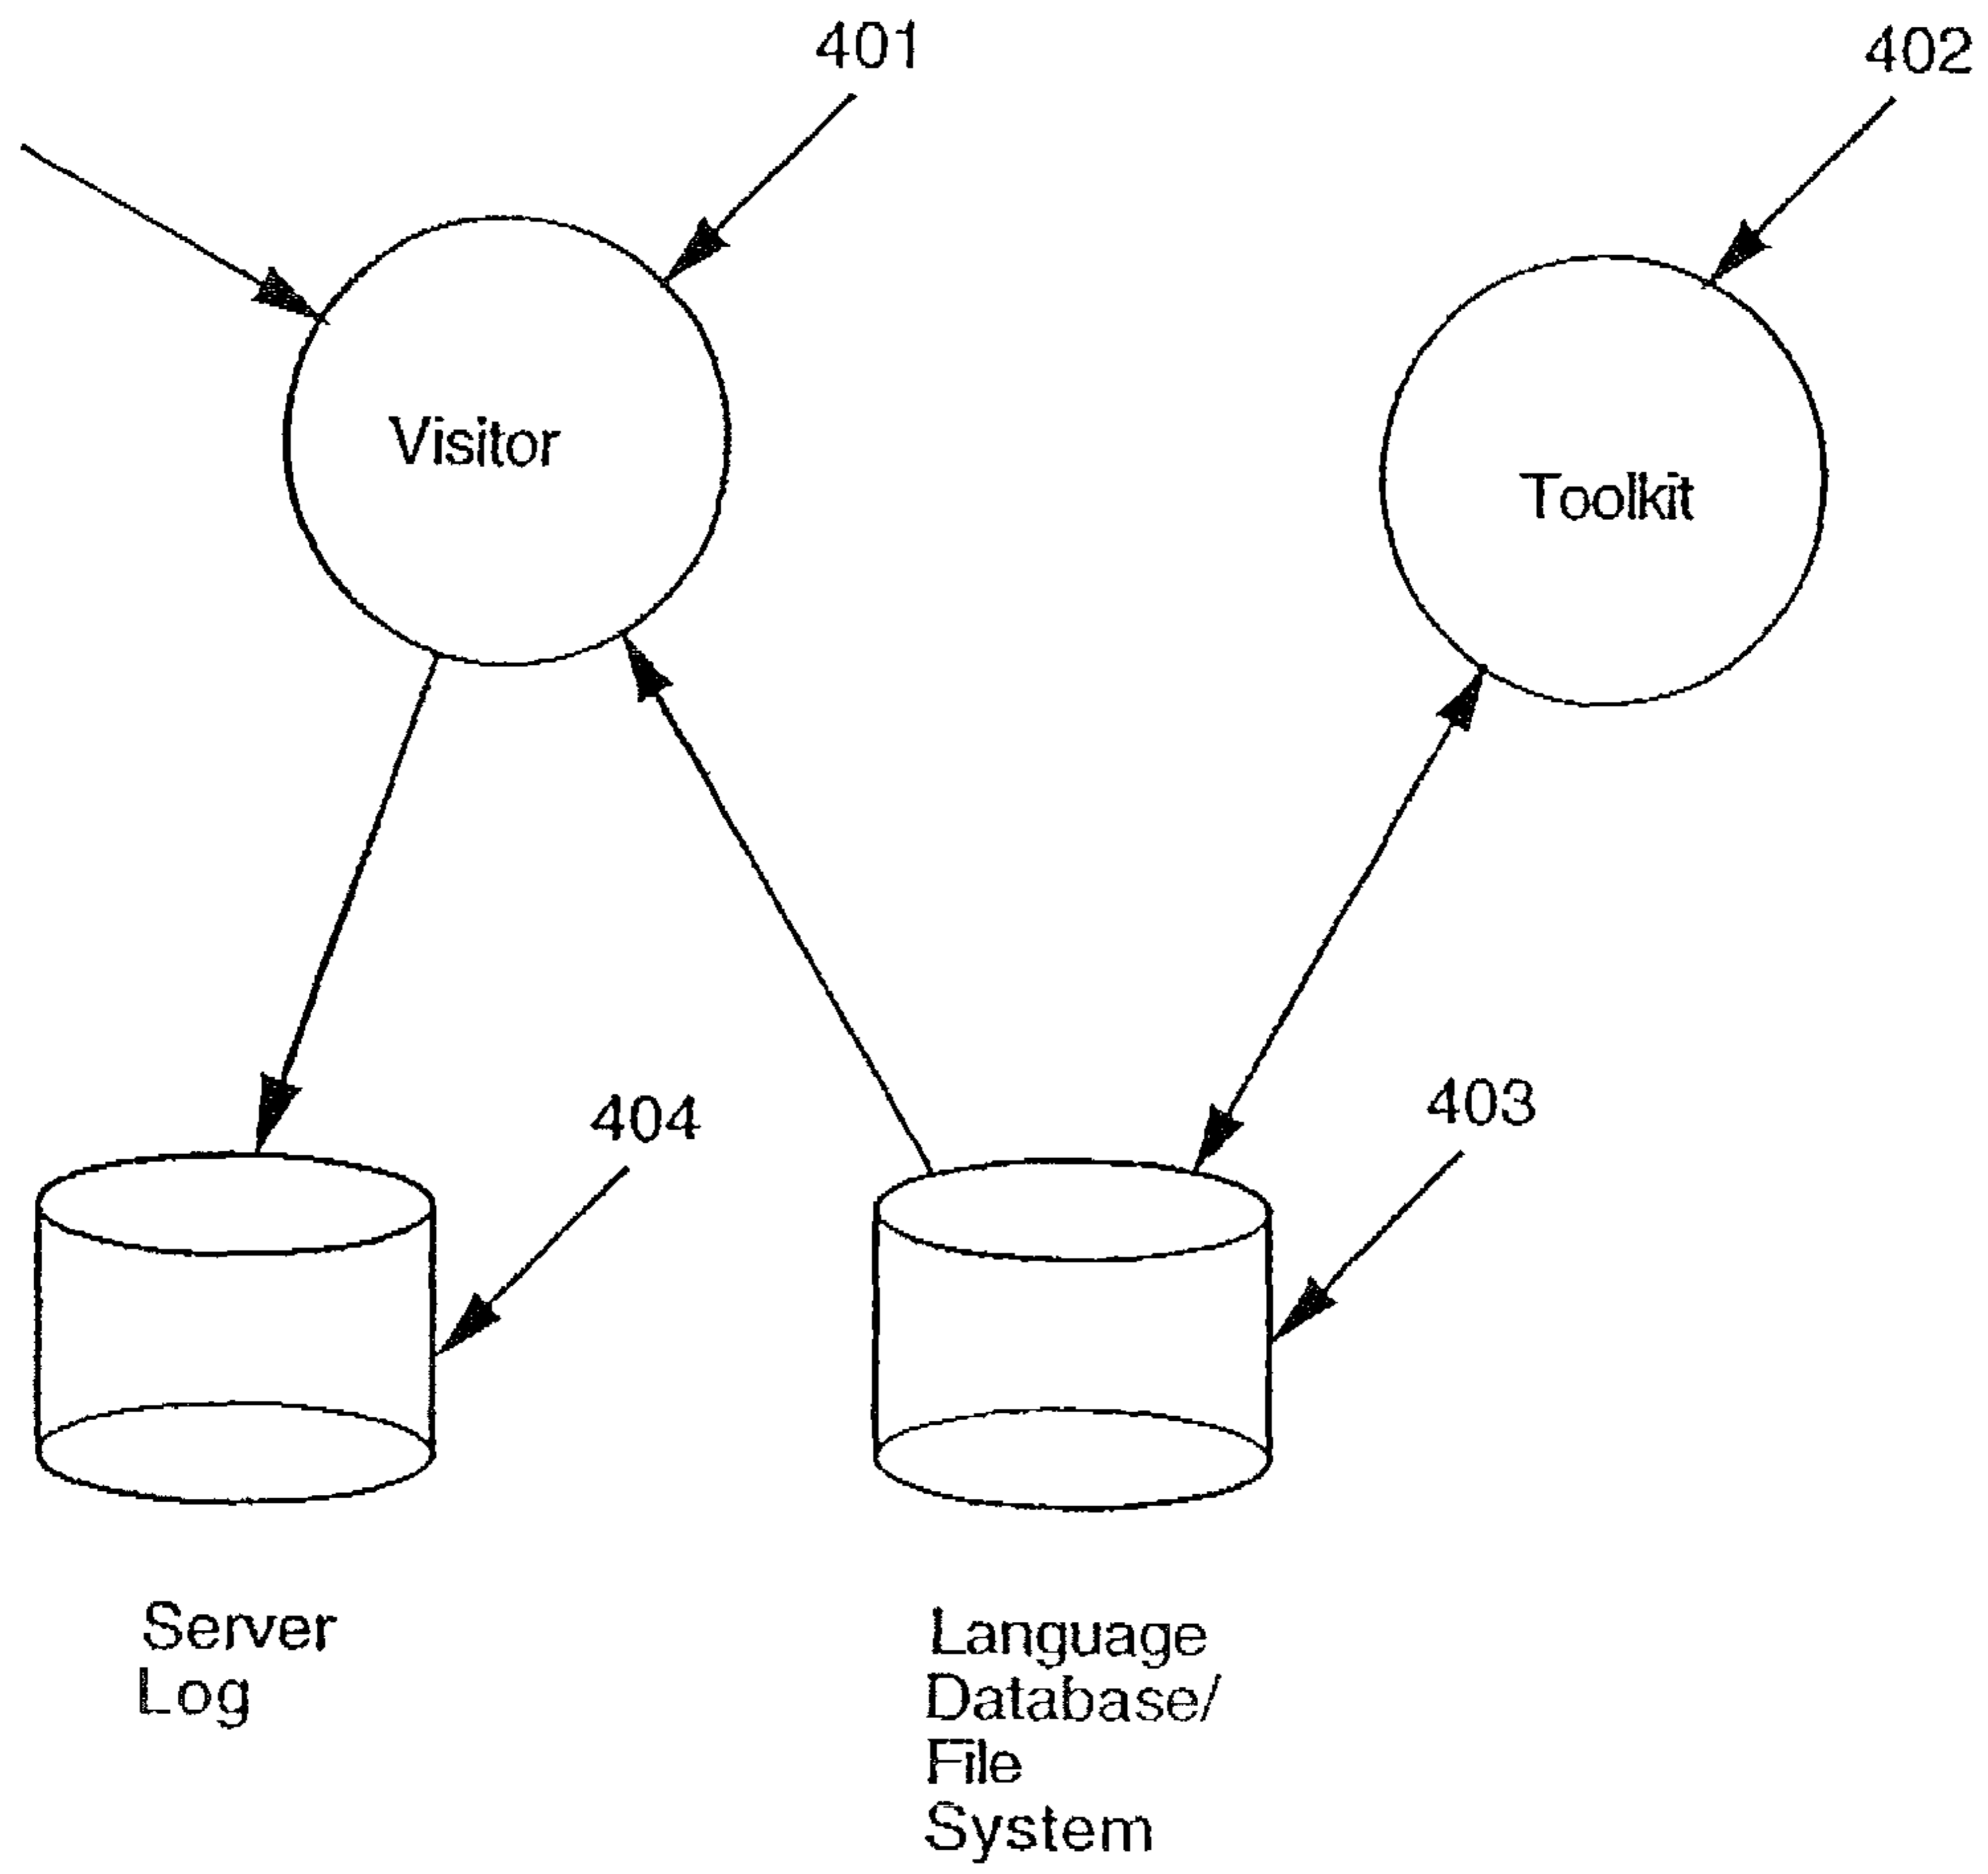 401
402
Visitor
Toolkit
404
403
Server
Log
Language
Database/
File
System